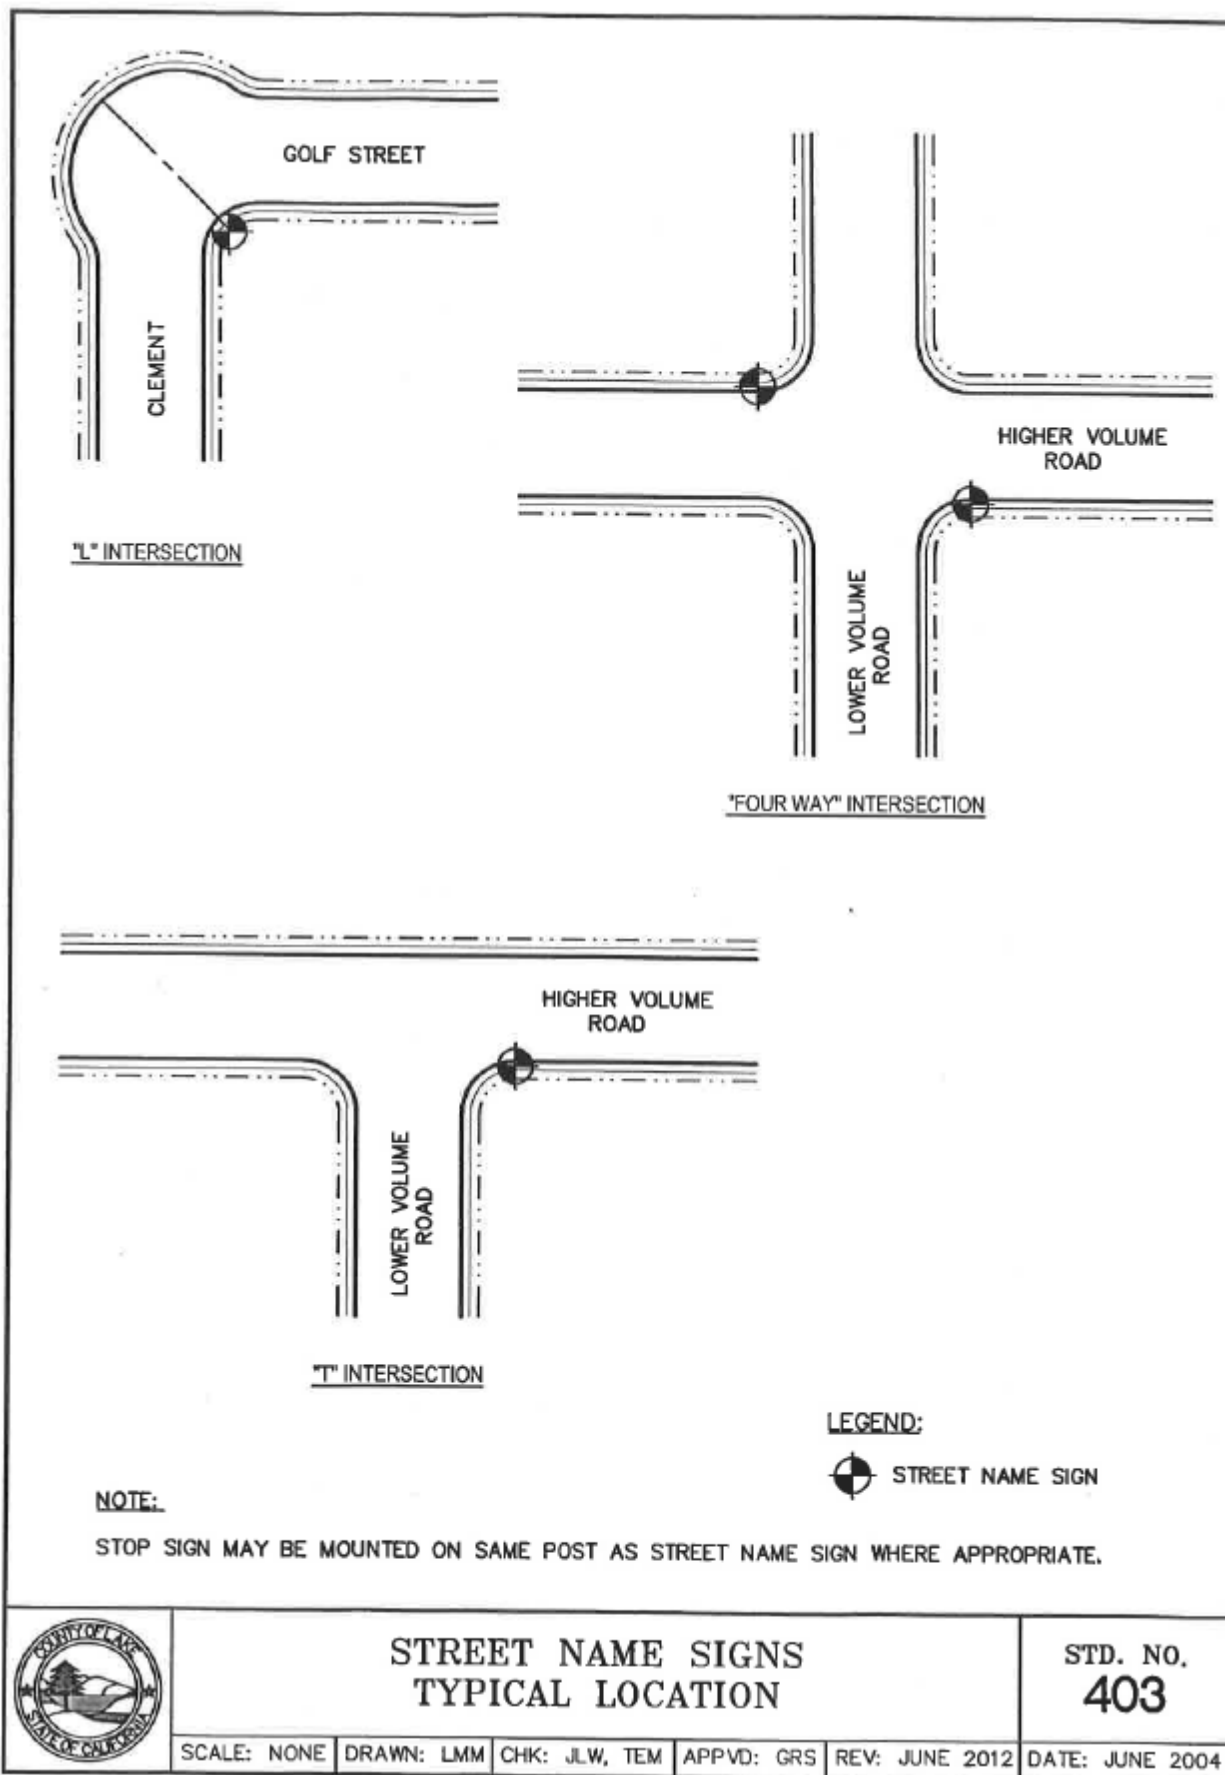 GOLF STREET
CLEMENT
"L" INTERSECTION
HIGHER VOLUME
ROAD
LOWER VOLUME
ROAD
"FOUR WAY" INTERSECTION
HIGHER VOLUME
ROAD
LOWER VOLUME
ROAD
"T" INTERSECTION
LEGEND:
STREET NAME SIGN
NOTE:
STOP SIGN MAY BE MOUNTED ON SAME POST AS STREET NAME SIGN WHERE APPROPRIATE.
COUNTY OF LAKE
STATE OF CALIFORNIA
STREET NAME SIGNS
TYPICAL LOCATION
STD. NO.
403
SCALE: NONE DRAWN: LMM CHK: JLW, TEM APPVD: GRS REV: JUNE 2012 DATE: JUNE 2004